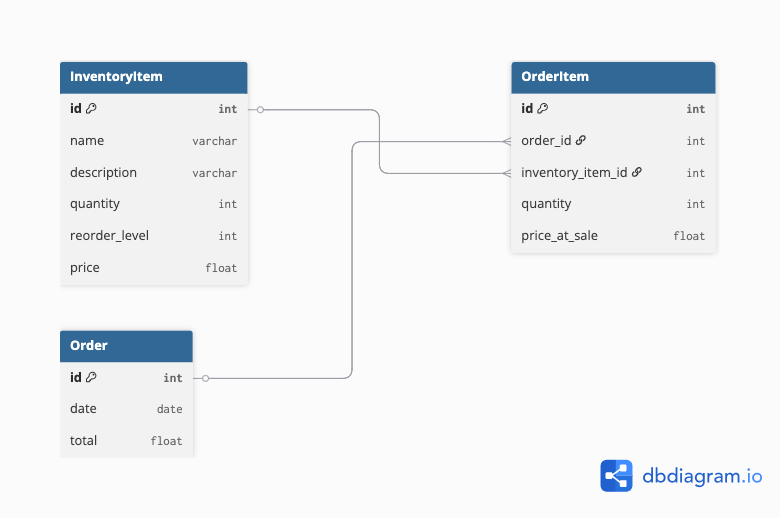 InventoryItem
id int
name varchar
description varchar
quantity int
reorder_level int
price float
OrderItem
id int
order_id int
inventory_item_id int
quantity int
price_at_sale float
Order
id int
date date
total float
dbdiagram.io